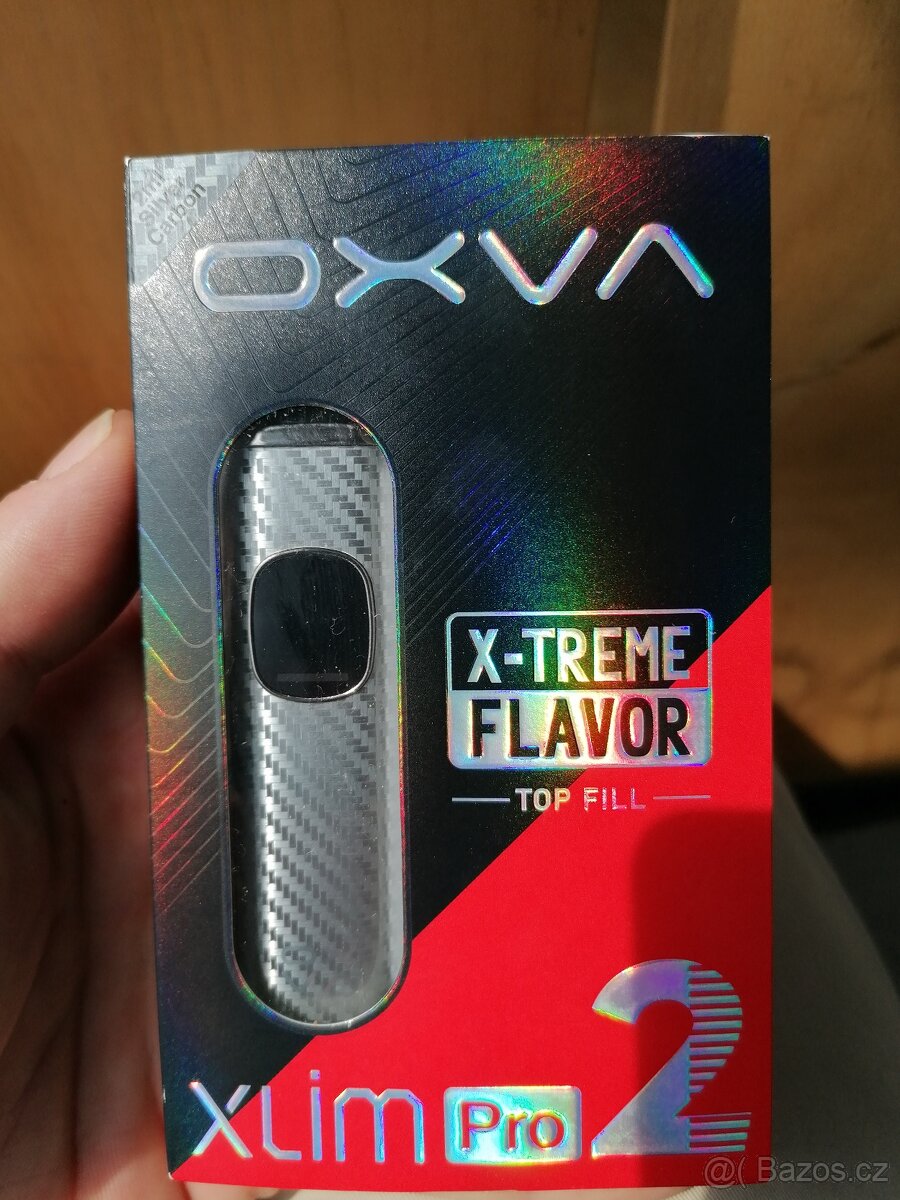 2ml
Silver
Carbon
OXVA
X-TREME
FLAVOR
TOP FILL
XLIM Pro 2
@( Bazos.cz